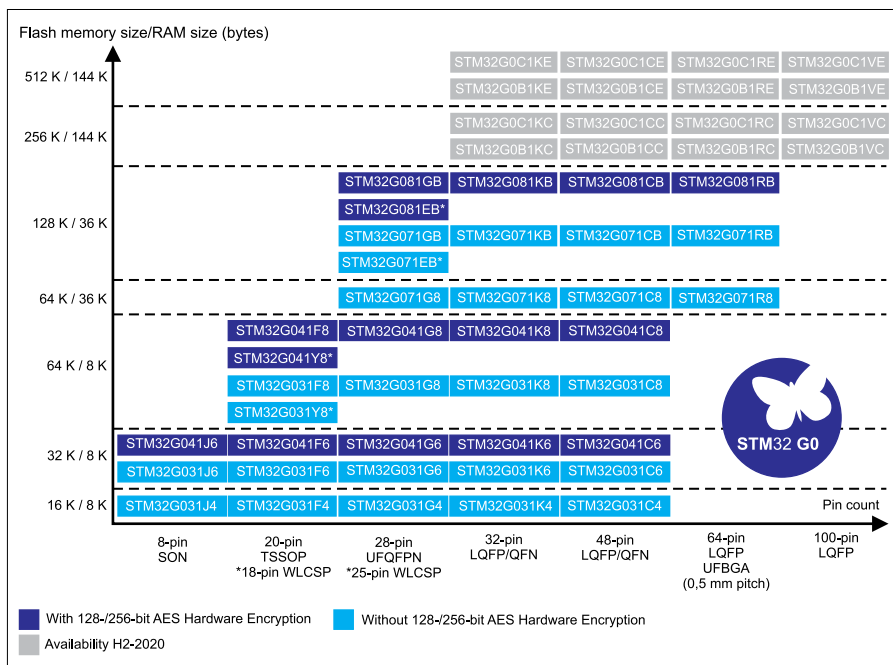 Flash memory size/RAM size (bytes)
512 K / 144 K
STM32G0C1KE STM32G0C1CE STM32G0C1RE STM32G0C1VE
STM32G0B1KE STM32G0B1CE STM32G0B1RE STM32G0B1VE
256 K / 144 K
STM32G0C1KC STM32G0C1CC STM32G0C1RC STM32G0C1VC
STM32G0B1KC STM32G0B1CC STM32G0B1RC STM32G0B1VC
128 K / 36 K
STM32G081GB STM32G081KB STM32G081CB STM32G081RB
STM32G081EB*
STM32G071GB STM32G071KB STM32G071CB STM32G071RB
STM32G071EB*
64 K / 36 K
STM32G071G8 STM32G071K8 STM32G071C8 STM32G071R8
64 K / 8 K
STM32G041F8 STM32G041G8 STM32G041K8 STM32G041C8
STM32G041Y8*
STM32G031F8 STM32G031G8 STM32G031K8 STM32G031C8
STM32G031Y8*
32 K / 8 K
STM32G041J6 STM32G041F6 STM32G041G6 STM32G041K6 STM32G041C6
STM32G031J6 STM32G031F6 STM32G031G6 STM32G031K6 STM32G031C6
16 K / 8 K
STM32G031J4 STM32G031F4 STM32G031G4 STM32G031K4 STM32G031C4
STM32 G0
Pin count
8-pin
SON
20-pin
TSSOP
*18-pin WLCSP
28-pin
UFQFPN
*25-pin WLCSP
32-pin
LQFP/QFN
48-pin
LQFP/QFN
64-pin
LQFP
UFBGA
(0,5 mm pitch)
100-pin
LQFP
With 128-/256-bit AES Hardware Encryption
Without 128-/256-bit AES Hardware Encryption
Availability H2-2020